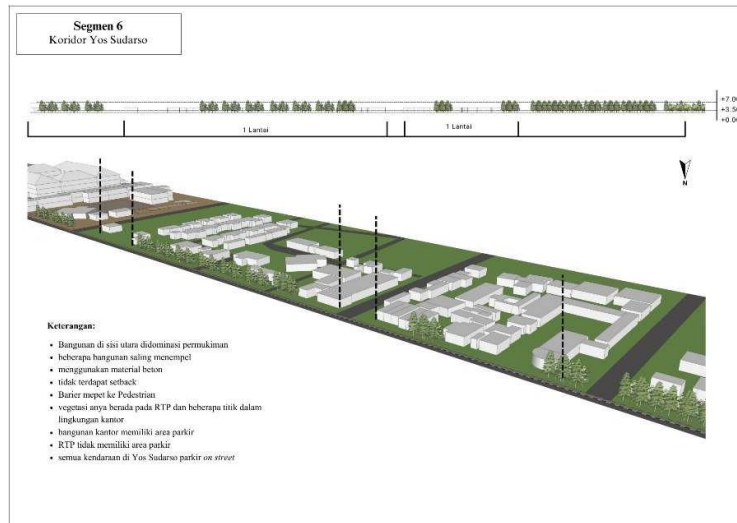 Segmen 6
Koridor Yos Sudarso
+7.00
+3.50
+0.00
1 Lantai
1 Lantai
N
Keterangan:
• Bangunan di sisi utara didominasi permukiman
• beberapa bangunan saling menempel
• menggunakan material beton
• tidak terdapat setback
• Barier mepet ke Pedestrian
• vegetasi anya berada pada RTP dan beberapa titik dalam
lingkungan kantor
• bangunan kantor memiliki area parkir
• RTP tidak memiliki area parkir
• semua kendaraan di Yos Sudarso parkir on street